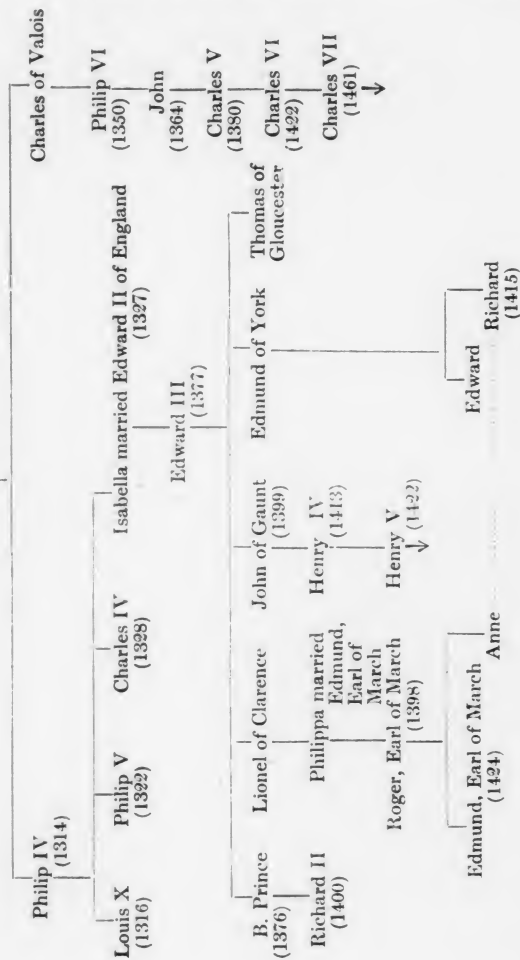 Philip IV
(1314)
Charles of Valois
Louis X
(1316)
Philip V
(1322)
Charles IV
(1328)
Isabella married Edward II of England
(1327)
Philip VI
(1350)
John
(1364)
Charles V
(1380)
Charles VI
(1422)
Charles VII
(1461)
Edward III
(1377)
B. Prince
(1376)
Lionel of Clarence
John of Gaunt
(1399)
Edmund of York
Thomas of
Gloucester
Richard II
(1400)
Philippa married
Edmund,
Earl of
March
Henry IV
(1413)
Roger, Earl of March
(1398)
Henry V
(1422)
Edmund, Earl of March
(1424)
Anne
Edward
Richard
(1415)